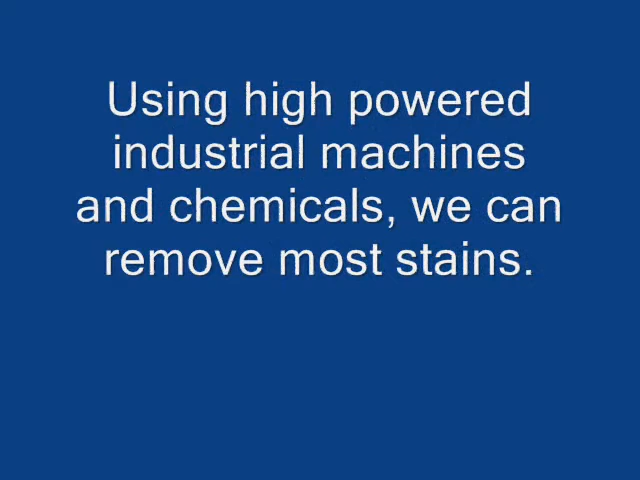 Using high powered
industrial machines
and chemicals, we can
remove most stains.